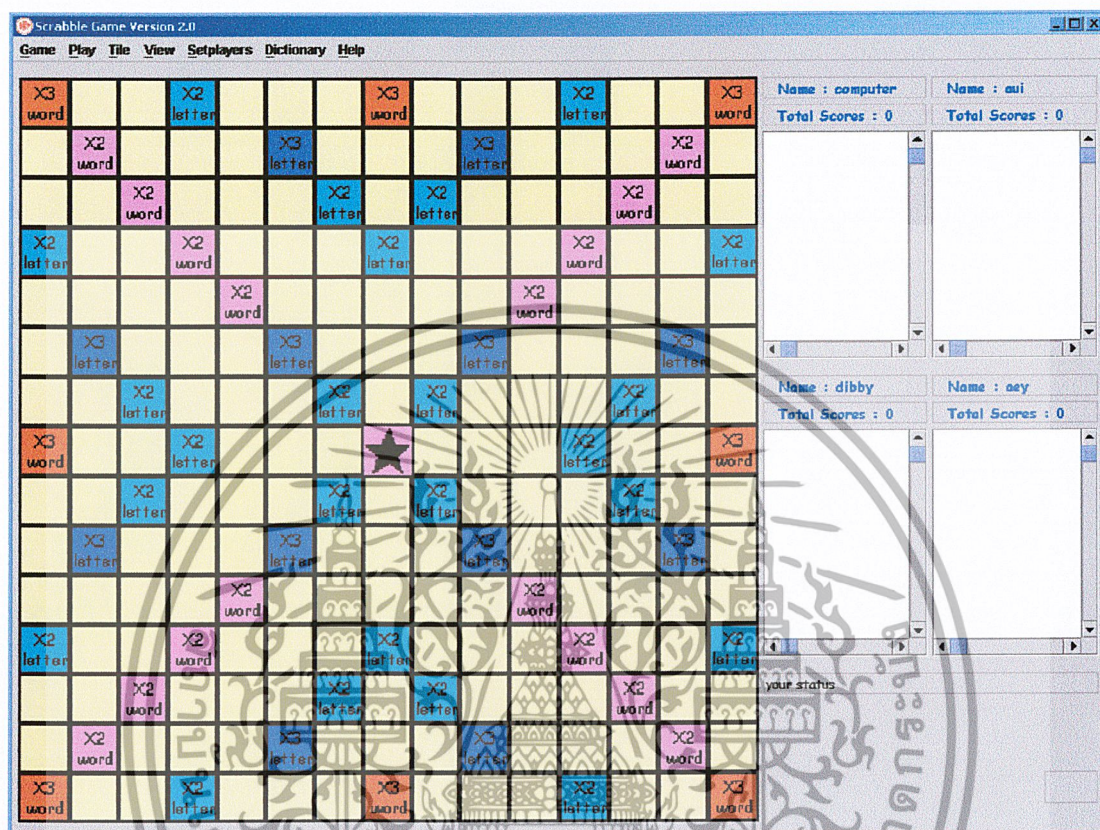 Scrabble Game Version 2.0
Game Play Tile View Setplayers Dictionary Help
X3 X2 X3 X2 X3
word letter word letter word
X2 X3 X3 X2
word letter letter word
X2 X2 X2 X2
word letter letter word
X2 X2 X2 X2 X2
letter word letter word letter
X2 X2
word word
X3 X3 X3 X3
letter letter letter letter
X2 X2 X2 X2
letter letter letter letter
X3 X2 X2 X3
word letter letter word
X2 X2 X2 X2
letter letter letter letter
X3 X3 X3 X3
letter letter letter letter
X2 X2
word word
X2 X2 X2 X2 X2
letter word letter word letter
X2 X2 X2 X2
word letter letter word
X2 X3 X3 X2
word letter letter word
X3 X2 X3 X2 X3
word letter word letter word
Name : computer
Total Scores : 0
Name : aui
Total Scores : 0
Name : dibby
Total Scores : 0
Name : aey
Total Scores : 0
your status